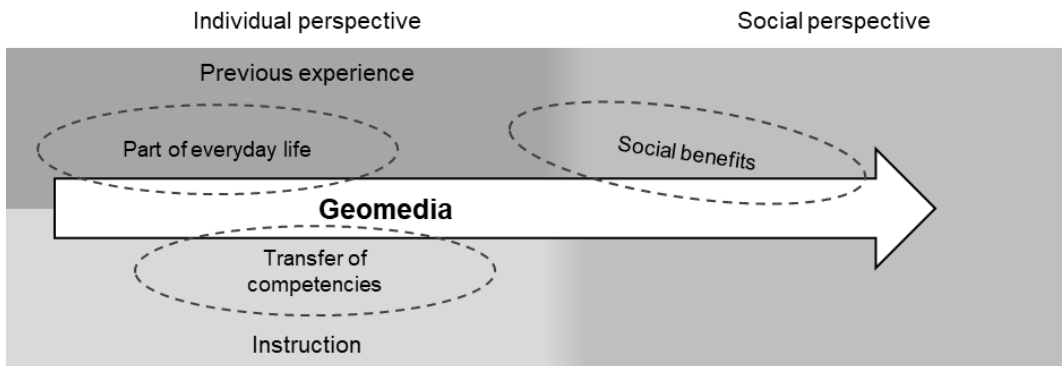 Individual perspective
Social perspective
Previous experience
Part of everyday life
Social benefits
Geomedia
Transfer of
competencies
Instruction